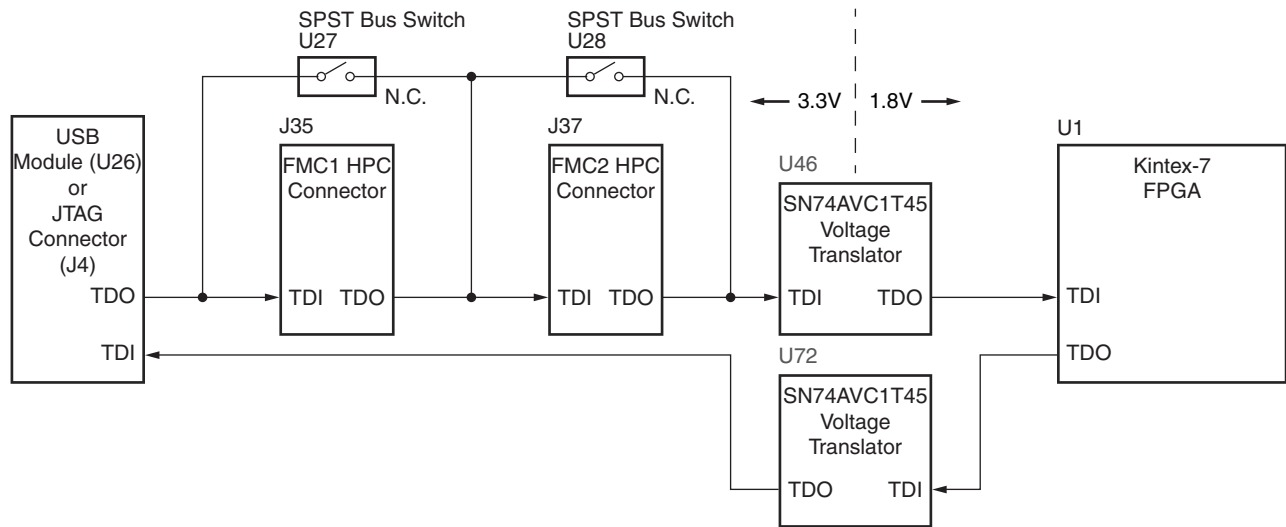 SPST Bus Switch
U27
N.C.
SPST Bus Switch
U28
N.C.
3.3V
1.8V
USB
Module (U26)
or
JTAG
Connector
(J4)
TDO
TDI
J35
FMC1 HPC
Connector
TDI
TDO
J37
FMC2 HPC
Connector
TDI
TDO
U46
SN74AVC1T45
Voltage
Translator
TDI
TDO
U1
Kintex-7
FPGA
TDI
TDO
U72
SN74AVC1T45
Voltage
Translator
TDO
TDI